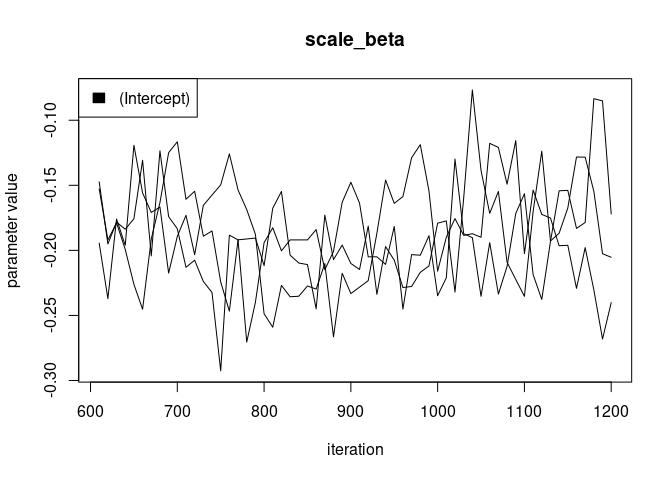 scale_beta
(Intercept)
parameter value
-0.10
-0.15
-0.20
-0.25
-0.30
600 700 800 900 1000 1100 1200
iteration